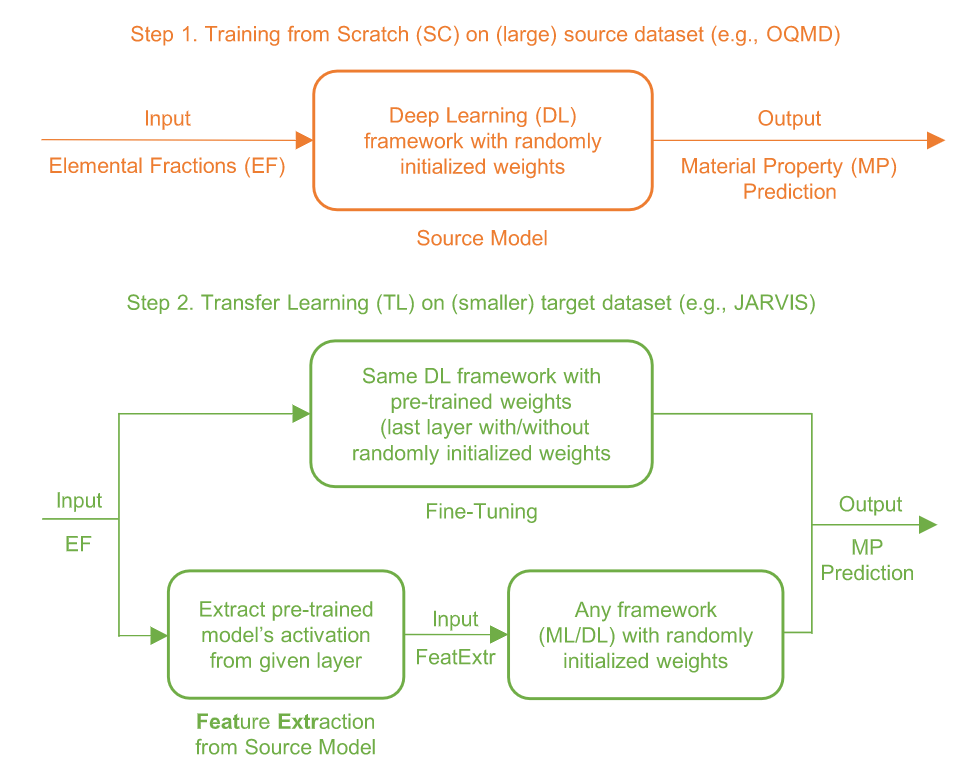 Step 1. Training from Scratch (SC) on (large) source dataset (e.g., OQMD)
Input
Elemental Fractions (EF)
Deep Learning (DL)
framework with randomly
initialized weights
Output
Material Property (MP)
Prediction
Source Model
Step 2. Transfer Learning (TL) on (smaller) target dataset (e.g., JARVIS)
Same DL framework with
pre-trained weights
(last layer with/without
randomly initialized weights
Fine-Tuning
Input
EF
Output
MP
Prediction
Extract pre-trained
model's activation
from given layer
Input
FeatExtr
Any framework
(ML/DL) with randomly
initialized weights
Feature Extraction
from Source Model